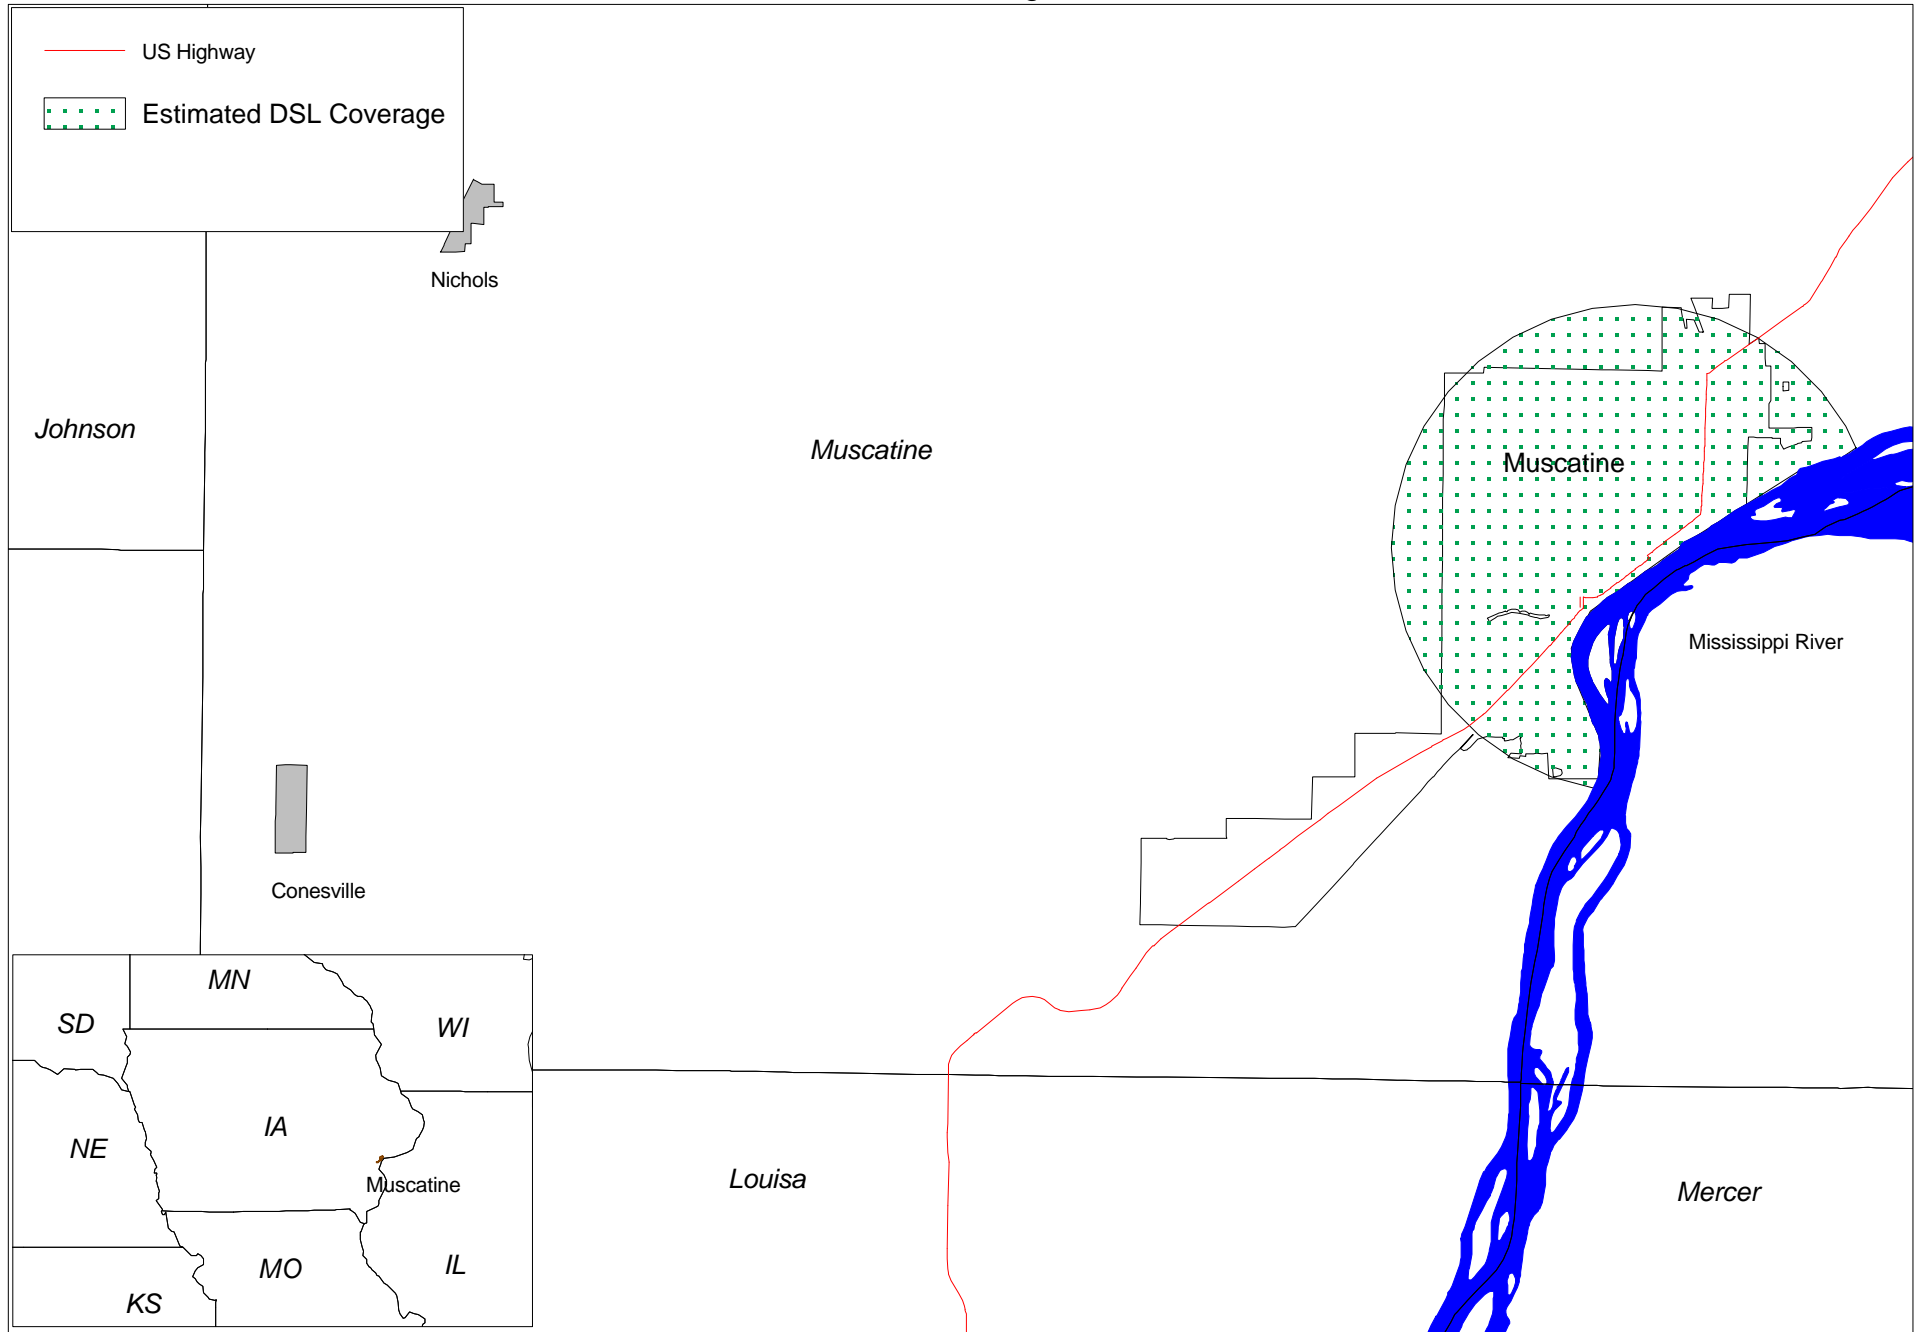 US Highway
Estimated DSL Coverage
Nichols
Johnson
Muscatine
Muscatine
Mississippi River
Conesville
MN
SD
WI
IA
NE
Muscatine
Louisa
Mercer
MO
IL
KS